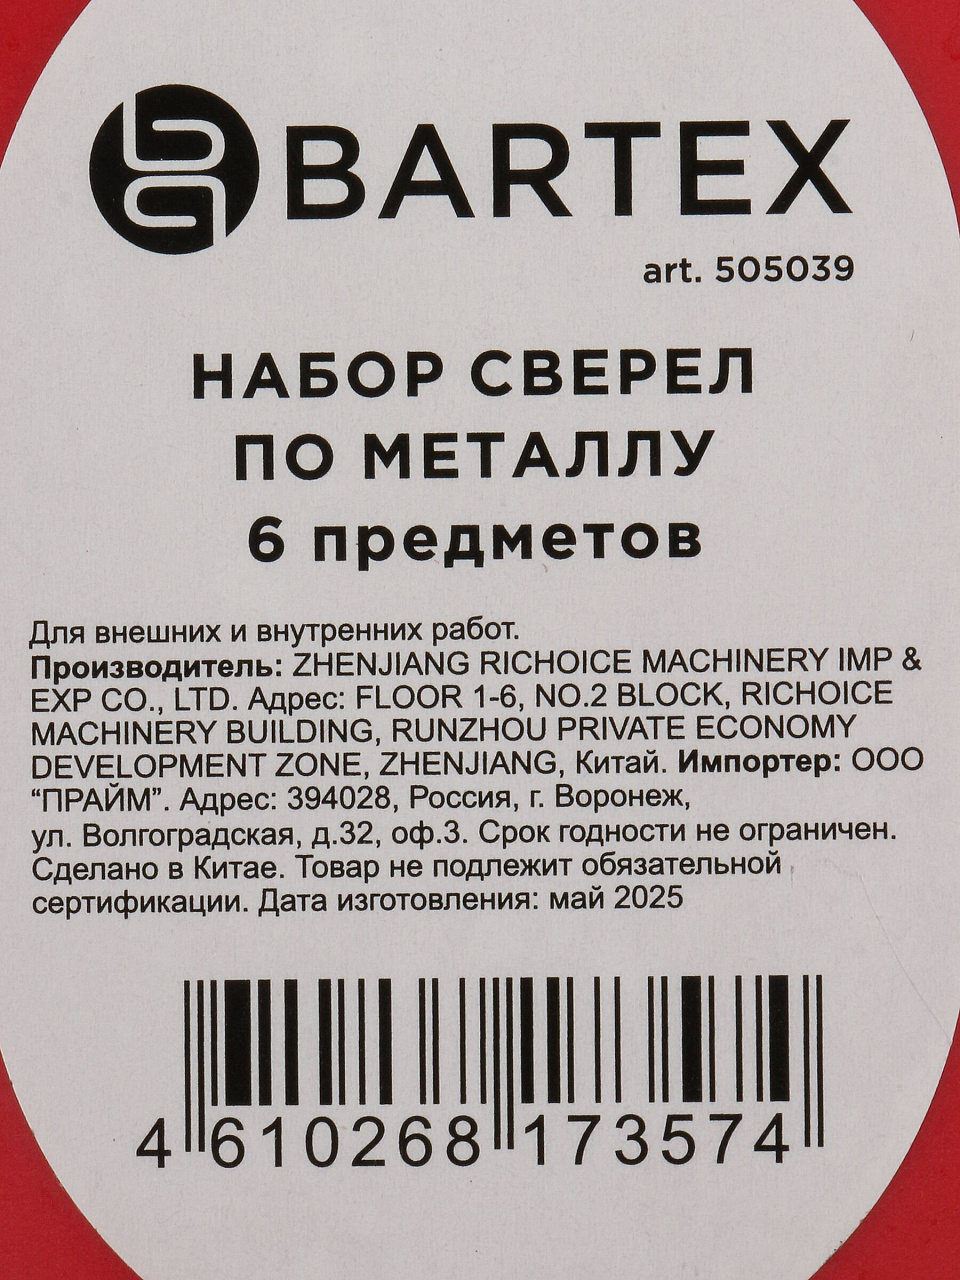 BARTEX
art. 505039
НАБОР СВЕРЕЛ
ПО МЕТАЛЛУ
6 предметов
Для внешних и внутренних работ.
Производитель: ZHENJIANG RICHOICE MACHINERY IMP &
EXP CO., LTD. Адрес: FLOOR 1-6, NO.2 BLOCK, RICHOICE
MACHINERY BUILDING, RUNZHOU PRIVATE ECONOMY
DEVELOPMENT ZONE, ZHENJIANG, Китай. Импортер: ООО
“ПРАЙМ”. Адрес: 394028, Россия, г. Воронеж,
ул. Волгоградская, д.32, оф.3. Срок годности не ограничен.
Сделано в Китае. Товар не подлежит обязательной
сертификации. Дата изготовления: май 2025
4 610268 173574